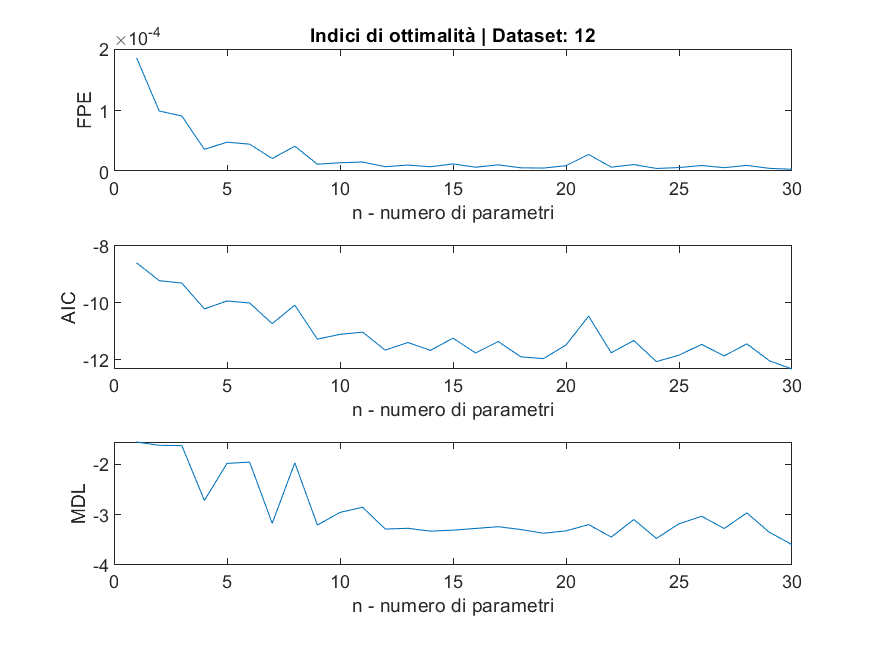 Indici di ottimalità | Dataset: 12
×10-4
2
1
0
FPE
0 5 10 15 20 25 30
n - numero di parametri
-8
-10
-12
AIC
0 5 10 15 20 25 30
n - numero di parametri
-2
-3
-4
MDL
0 5 10 15 20 25 30
n - numero di parametri